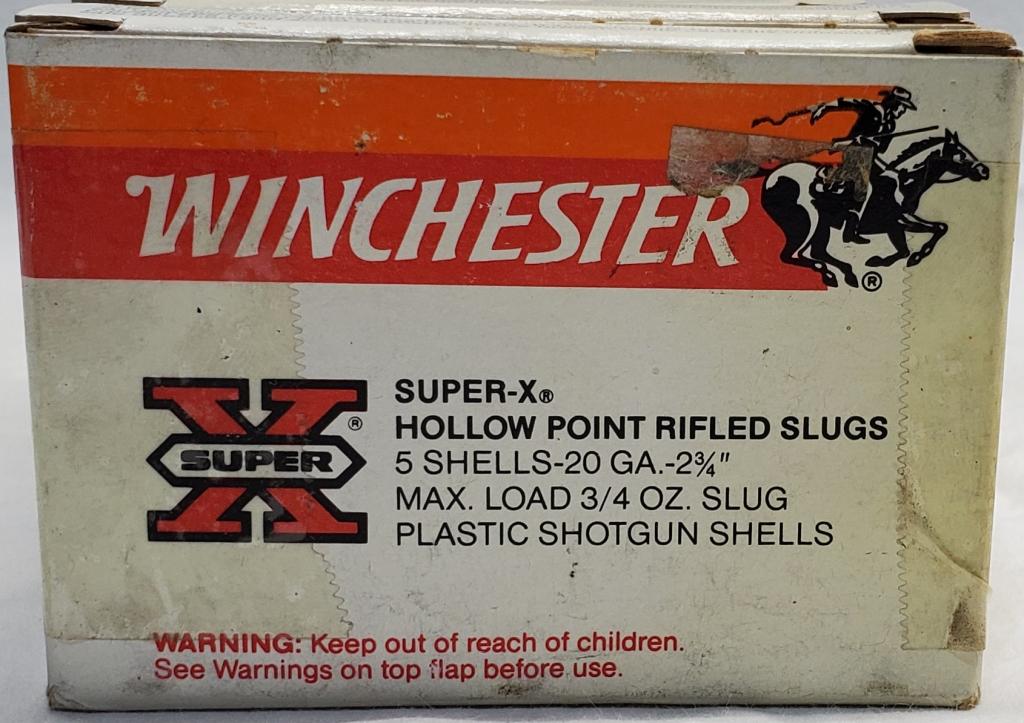 WINCHESTER
®
X
SUPER
®
SUPER-X®
HOLLOW POINT RIFLED SLUGS
5 SHELLS-20 GA.-2¾"
MAX. LOAD 3/4 OZ. SLUG
PLASTIC SHOTGUN SHELLS
WARNING: Keep out of reach of children.
See Warnings on top flap before use.